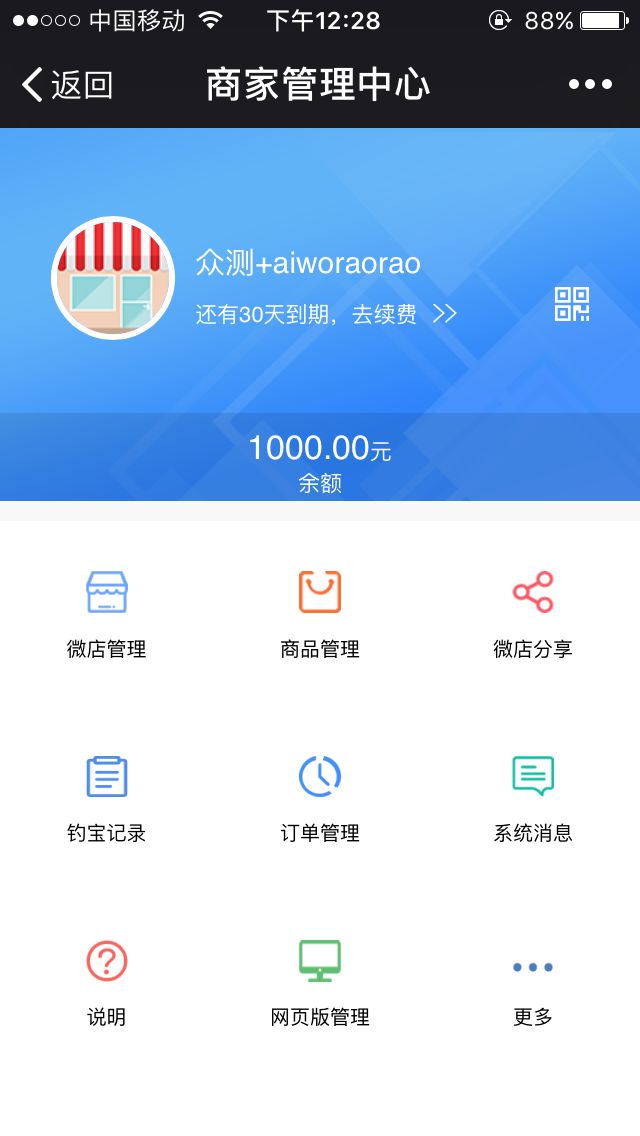 中国移动 下午12:28 88%
返回 商家管理中心
众测+aiworaorao
还有30天到期，去续费
1000.00元
余额
微店管理 商品管理 微店分享
钓宝记录 订单管理 系统消息
说明 网页版管理 更多